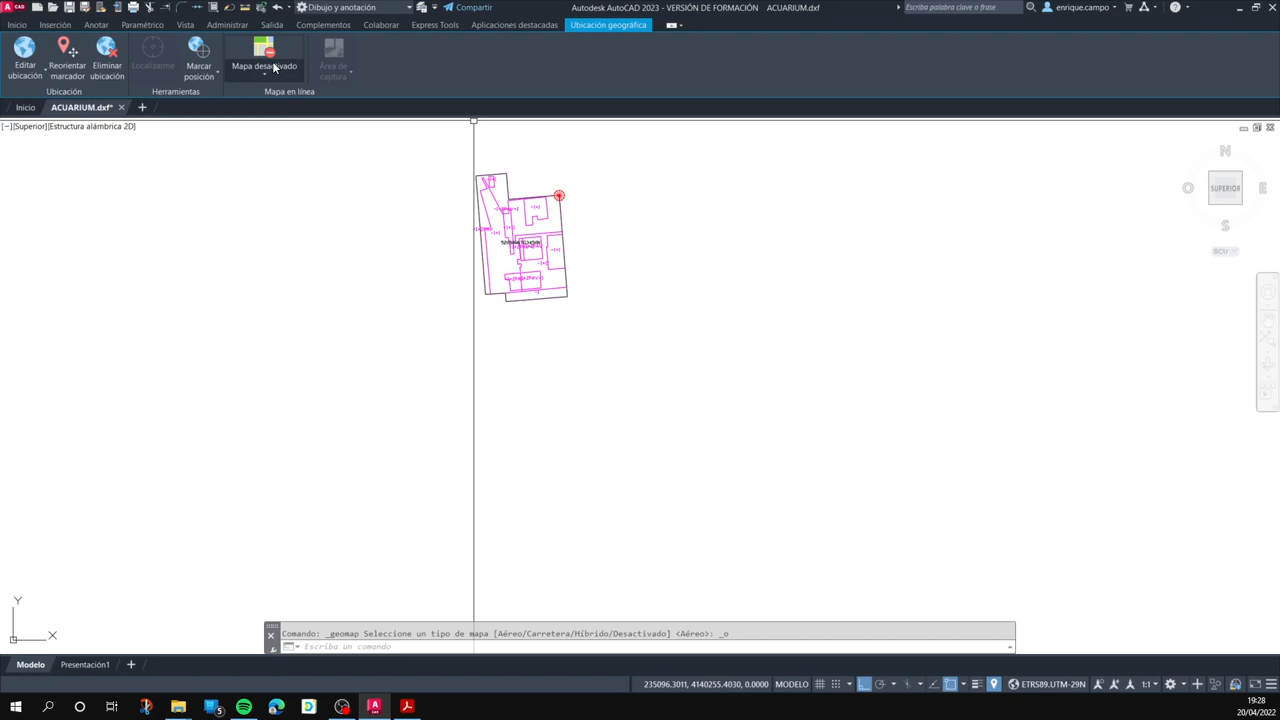 CAD
Dibujo y anotación
Compartir
Autodesk AutoCAD 2023 - VERSIÓN DE FORMACIÓN ACUARIUM.dxf
Escriba palabra clave o frase
enrique.campo
Inicio Inserción Anotar Paramétrico Vista Administrar Salida Complementos Colaborar Express Tools Aplicaciones destacadas Ubicación geográfica
Editar ubicación
Reorientar marcador
Eliminar ubicación
Localizarme
Marcar posición
Mapa desactivado
Área de captura
Ubicación Herramientas Mapa en línea
Inicio ACUARIUM.dxf*
[−][Superior][Estructura alámbrica 2D]
N
O SUPERIOR E
S
SCU
Y
X
Comando: _geomap Seleccione un tipo de mapa [Aéreo/Carretera/Híbrido/Desactivado] <Aéreo>: _o
Escriba un comando
Modelo Presentación1
235096.3011, 4140255.4030, 0.0000 MODELO ETRS89.UTM-29N 1:1
19:28
20/04/2022